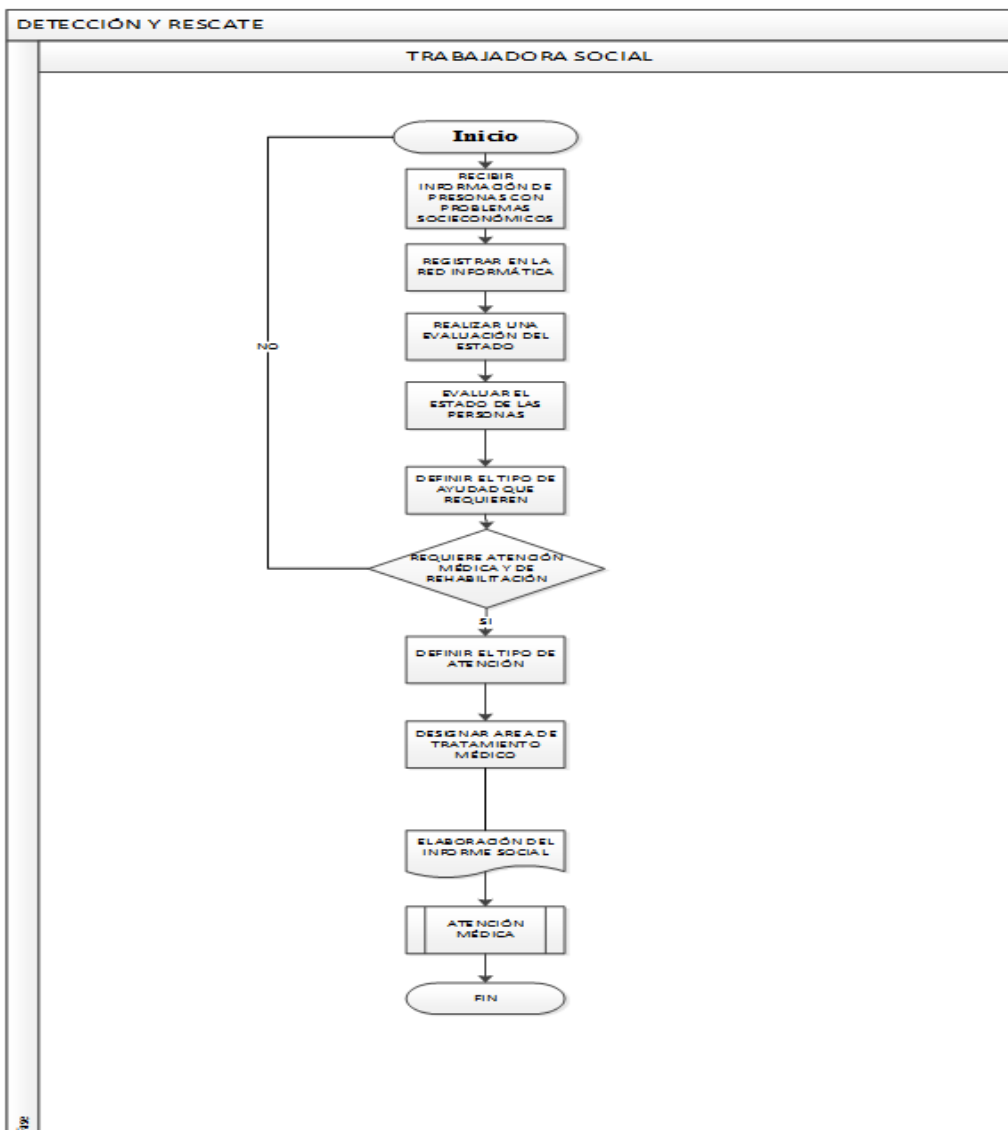 DETECCIÓN Y RESCATE
TRABAJADORA SOCIAL
Inicio
RECIBIR
INFORMACIÓN DE
PRESONAS CON
PROBLEMAS
SOCIECONÓMICOS
REGISTRAR EN LA
RED INFORMÁTICA
REALIZAR UNA
EVALUACIÓN DEL
ESTADO
EVALUAR EL
ESTADO DE LAS
PERSONAS
DEFINIR EL TIPO DE
AYUDAD QUE
REQUIEREN
NO
REQUIERE ATENCIÓN
MÉDICA Y DE
REHABILITACIÓN
SI
DEFINIR EL TIPO DE
ATENCIÓN
DESIGNAR AREA DE
TRATAMIENTO
MÉDICO
ELABORACIÓN DEL
INFORME SOCIAL
ATENCIÓN
MÉDICA
FIN